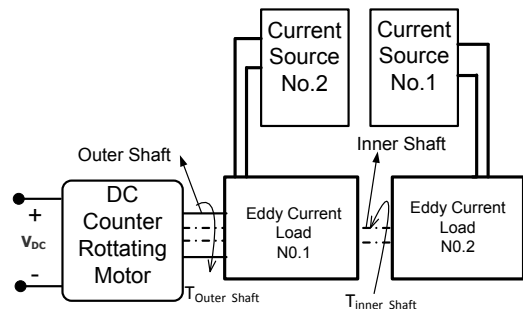 Current
Source
No.2
Current
Source
No.1
Outer Shaft
Inner Shaft
+
VDC
-
DC
Counter
Rottating
Motor
Eddy Current
Load
N0.1
Eddy Current
Load
N0.2
TOuter Shaft
Tinner Shaft